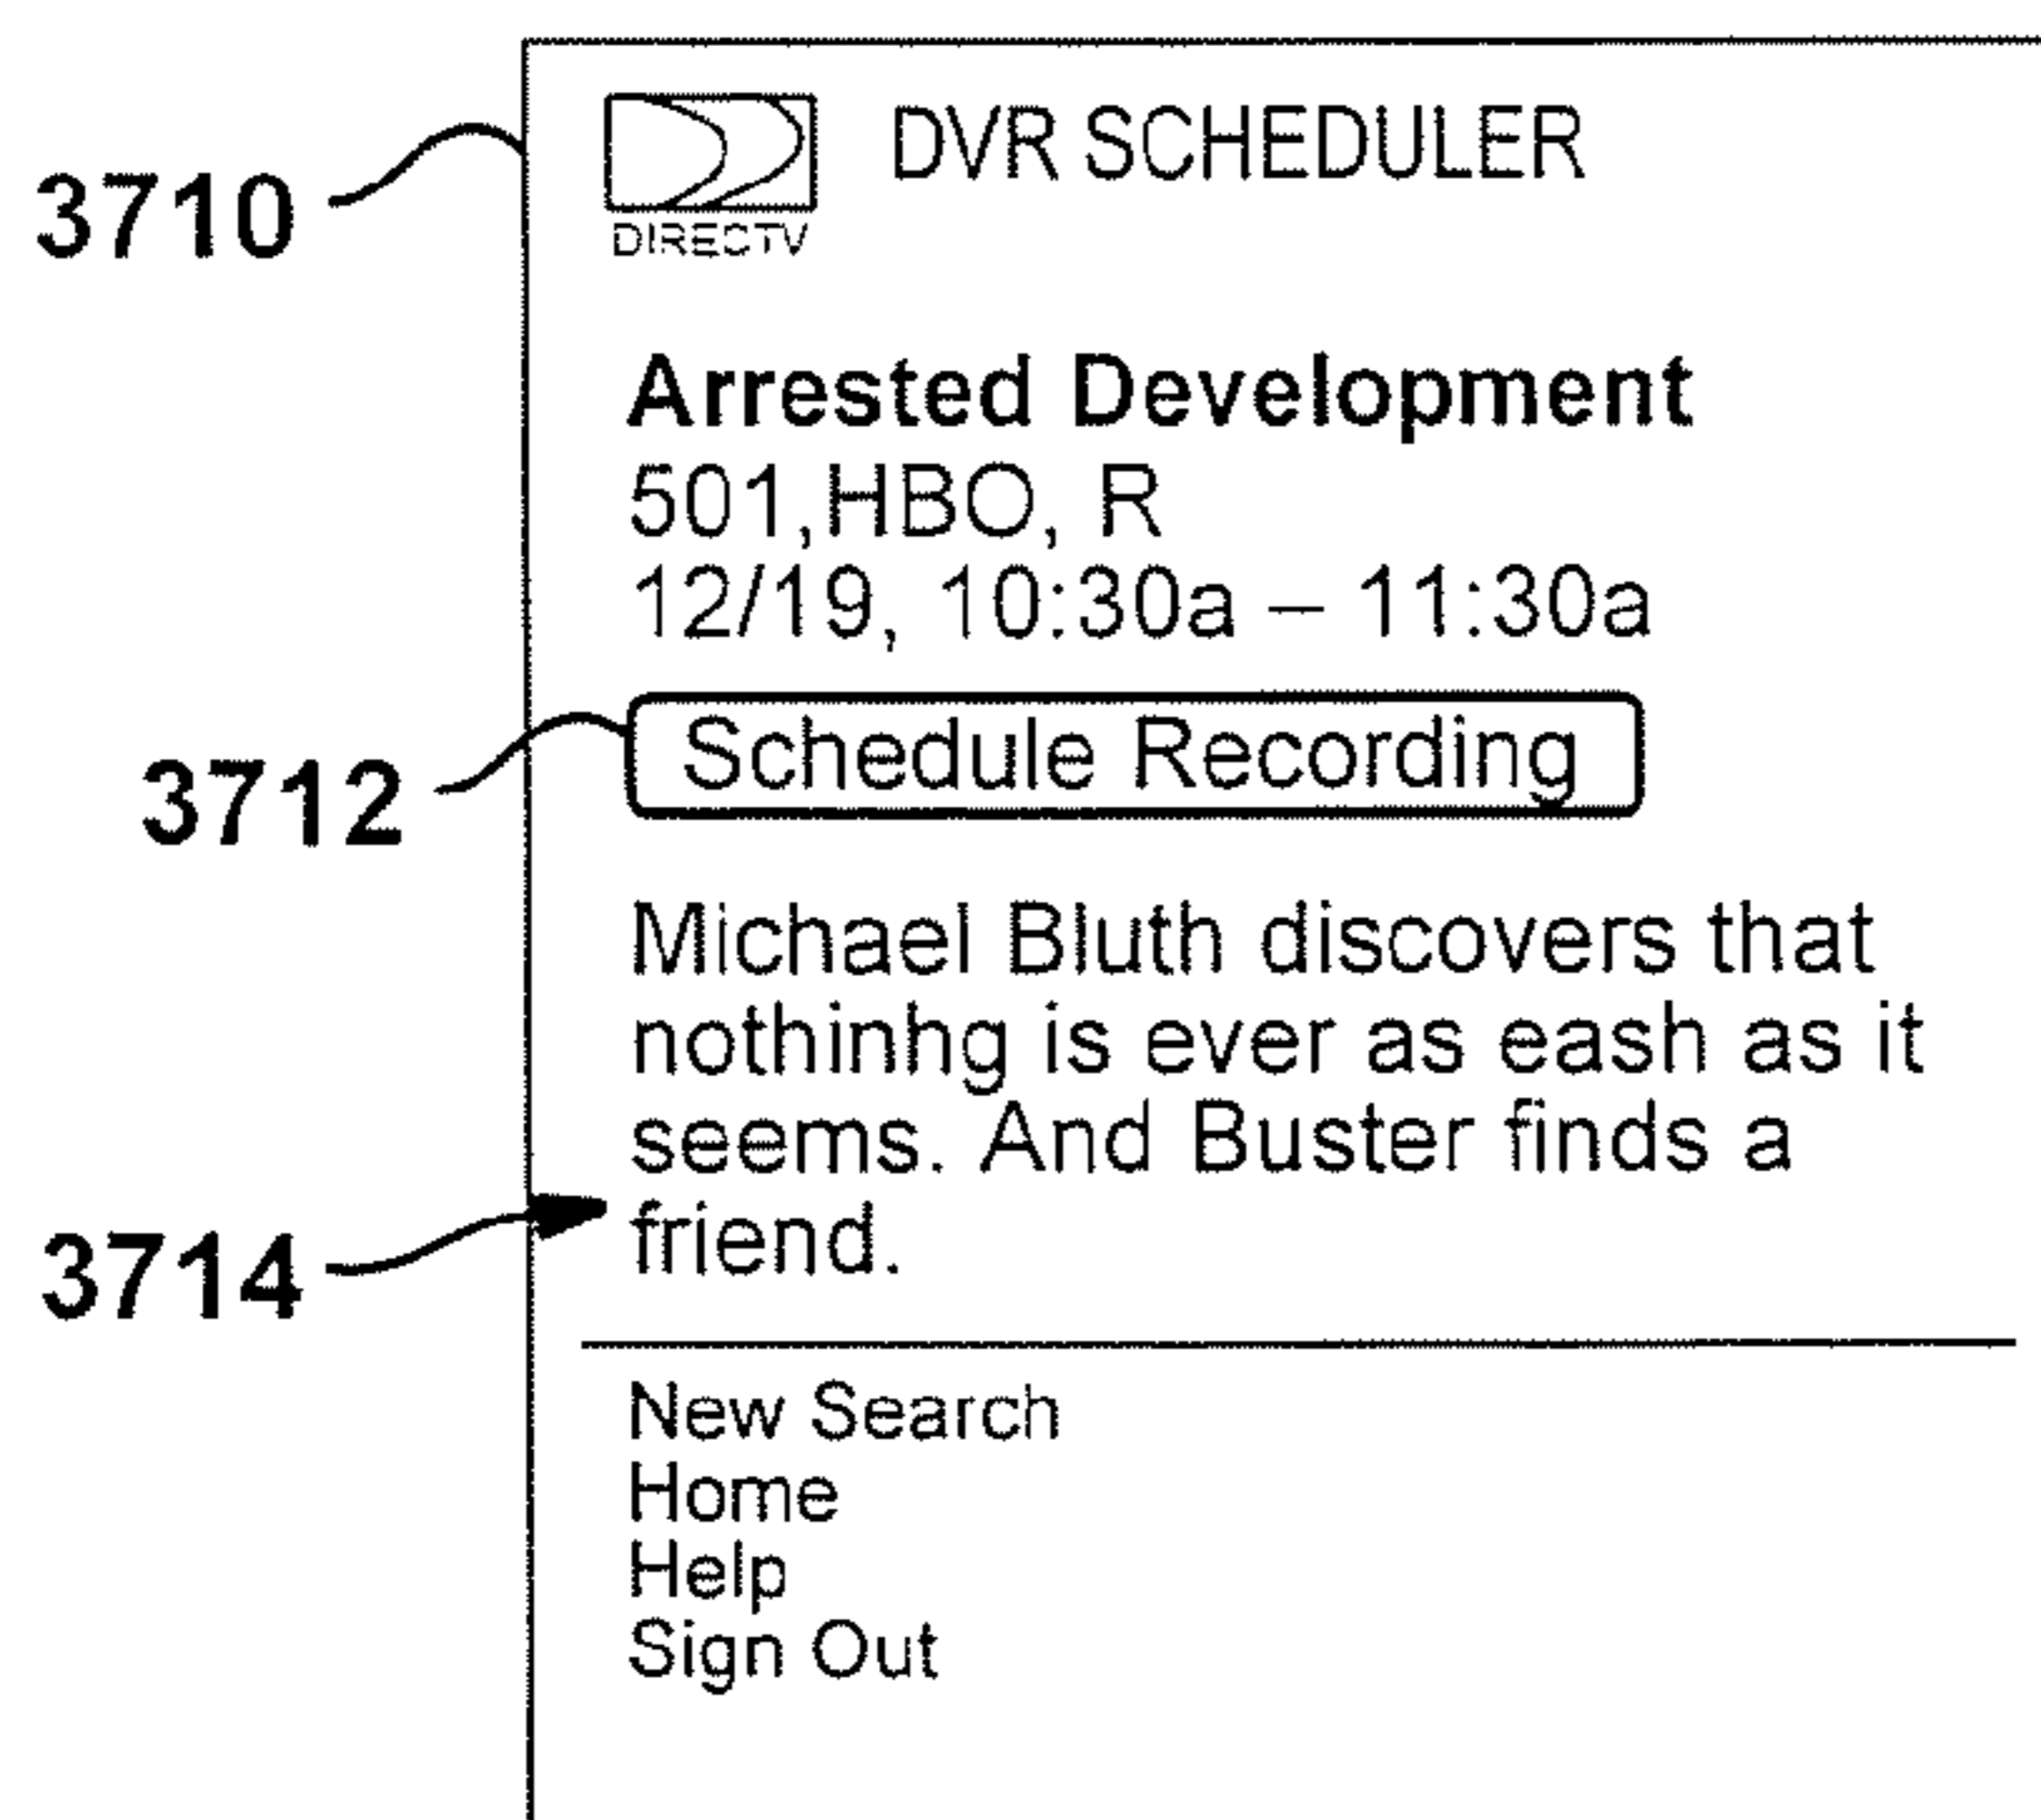 3710
DVR SCHEDULER
DIRECTV
Arrested Development
501,HBO, R
12/19, 10:30a – 11:30a
3712
Schedule Recording
Michael Bluth discovers that
nothinhg is ever as eash as it
seems. And Buster finds a
3714
friend.
New Search
Home
Help
Sign Out